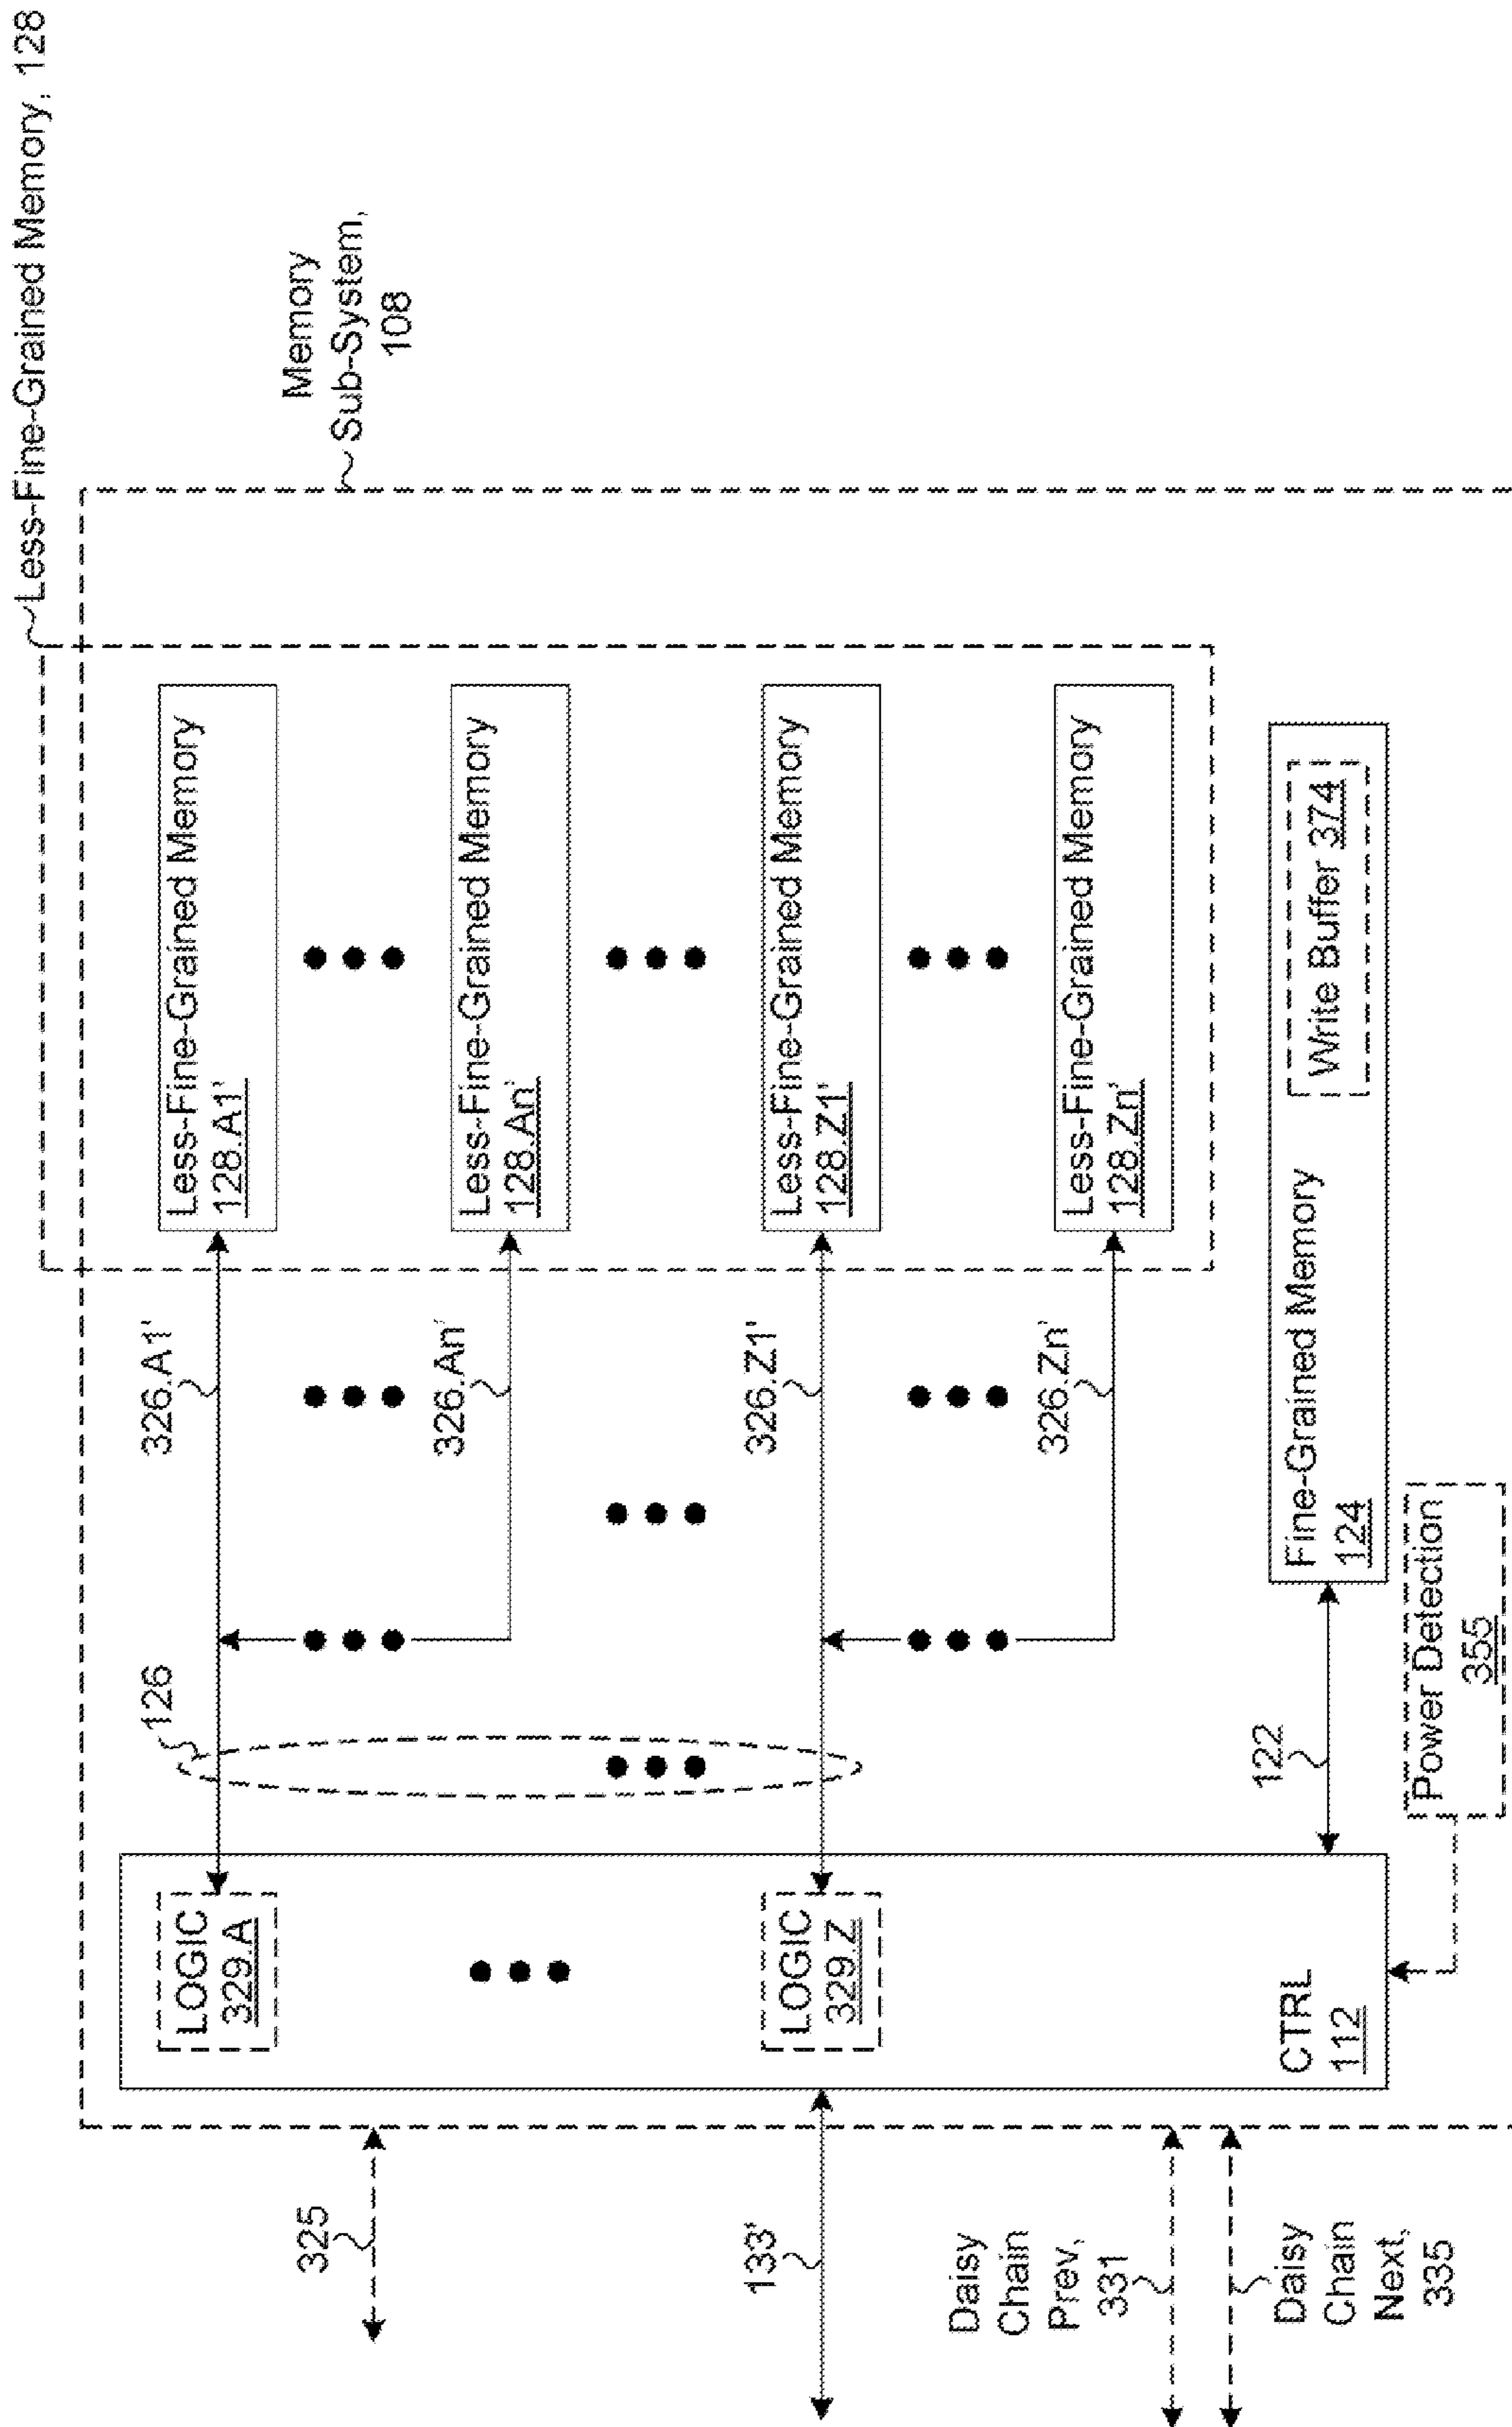 Less-Fine-Grained Memory, 128
Memory
Sub-System,
108
LOGIC
329.A
LOGIC
329.Z
CTRL
112
126
326.A1'
326.An'
326.Z1'
326.Zn'
Less-Fine-Grained Memory
128.A1'
Less-Fine-Grained Memory
128.An'
Less-Fine-Grained Memory
128.Z1'
Less-Fine-Grained Memory
128.Zn'
122
Fine-Grained Memory
124
Write Buffer 374
Power Detection
355
325
133'
Daisy
Chain
Prev,
331
Daisy
Chain
Next,
335